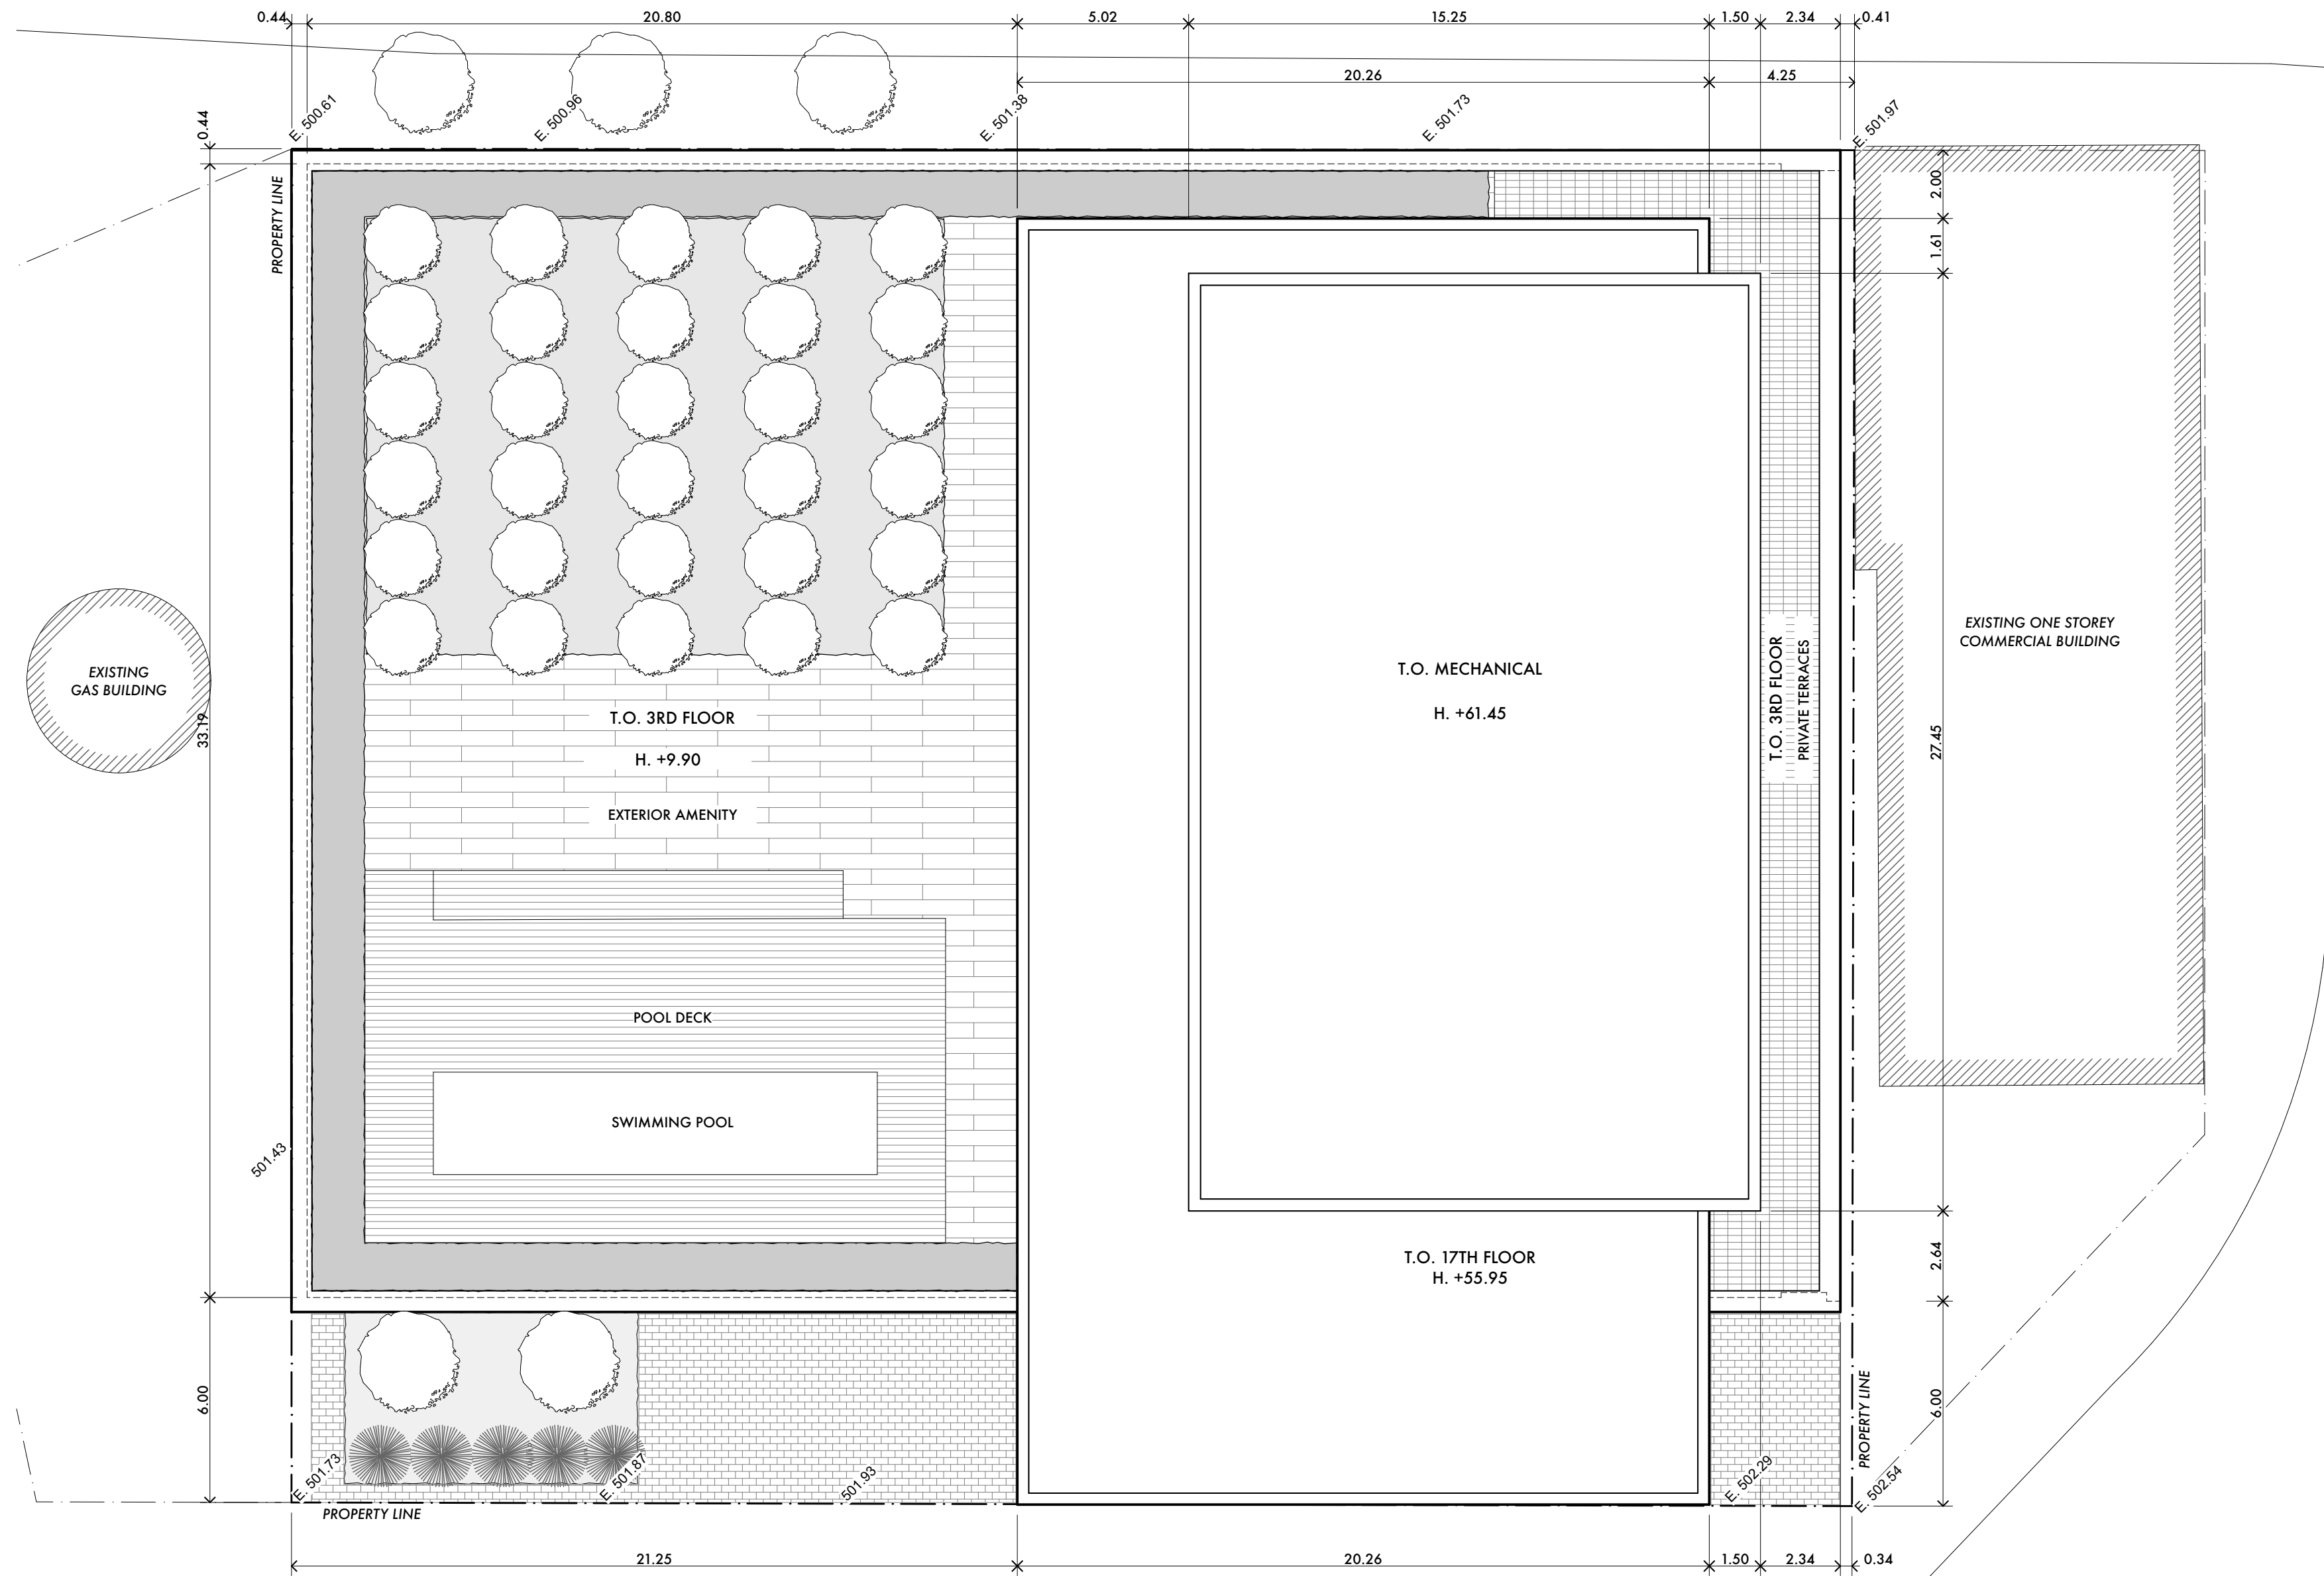 0.44
20.80
5.02
15.25
1.50
2.34
0.41
20.26
4.25
E. 500.61
E. 500.96
E. 501.38
E. 501.73
E. 501.97
0.44
PROPERTY LINE
2.00
1.61
EXISTING
GAS BUILDING
33.19
T.O. 3RD FLOOR
H. +9.90
EXTERIOR AMENITY
T.O. MECHANICAL
H. +61.45
T.O. 3RD FLOOR
PRIVATE TERRACES
EXISTING ONE STOREY
COMMERCIAL BUILDING
27.45
POOL DECK
SWIMMING POOL
501.43
T.O. 17TH FLOOR
H. +55.95
2.64
6.00
6.00
PROPERTY LINE
E. 501.73
E. 501.87
501.93
E. 502.29
E. 502.54
PROPERTY LINE
21.25
20.26
1.50
2.34
0.34